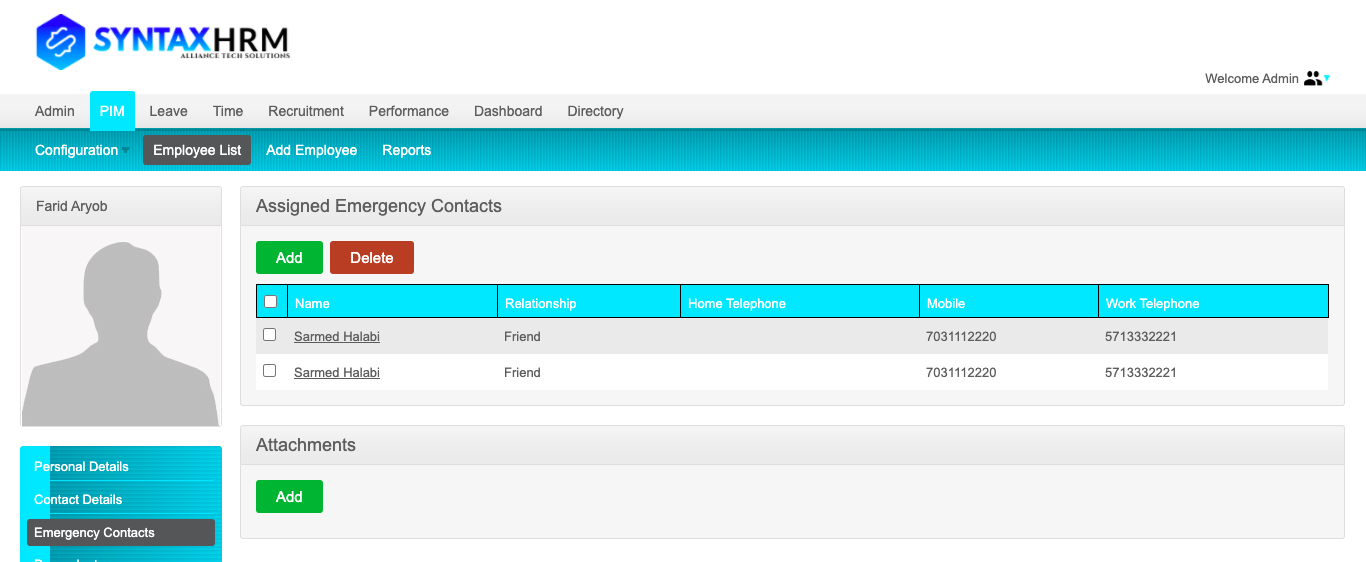 SYNTAXHRM
ALLIANCE TECH SOLUTIONS
Welcome Admin
Admin PIM Leave Time Recruitment Performance Dashboard Directory
Configuration Employee List Add Employee Reports
Farid Aryob
Assigned Emergency Contacts
Add Delete
Name Relationship Home Telephone Mobile Work Telephone
Sarmed Halabi Friend 7031112220 5713332221
Sarmed Halabi Friend 7031112220 5713332221
Attachments
Add
Personal Details
Contact Details
Emergency Contacts